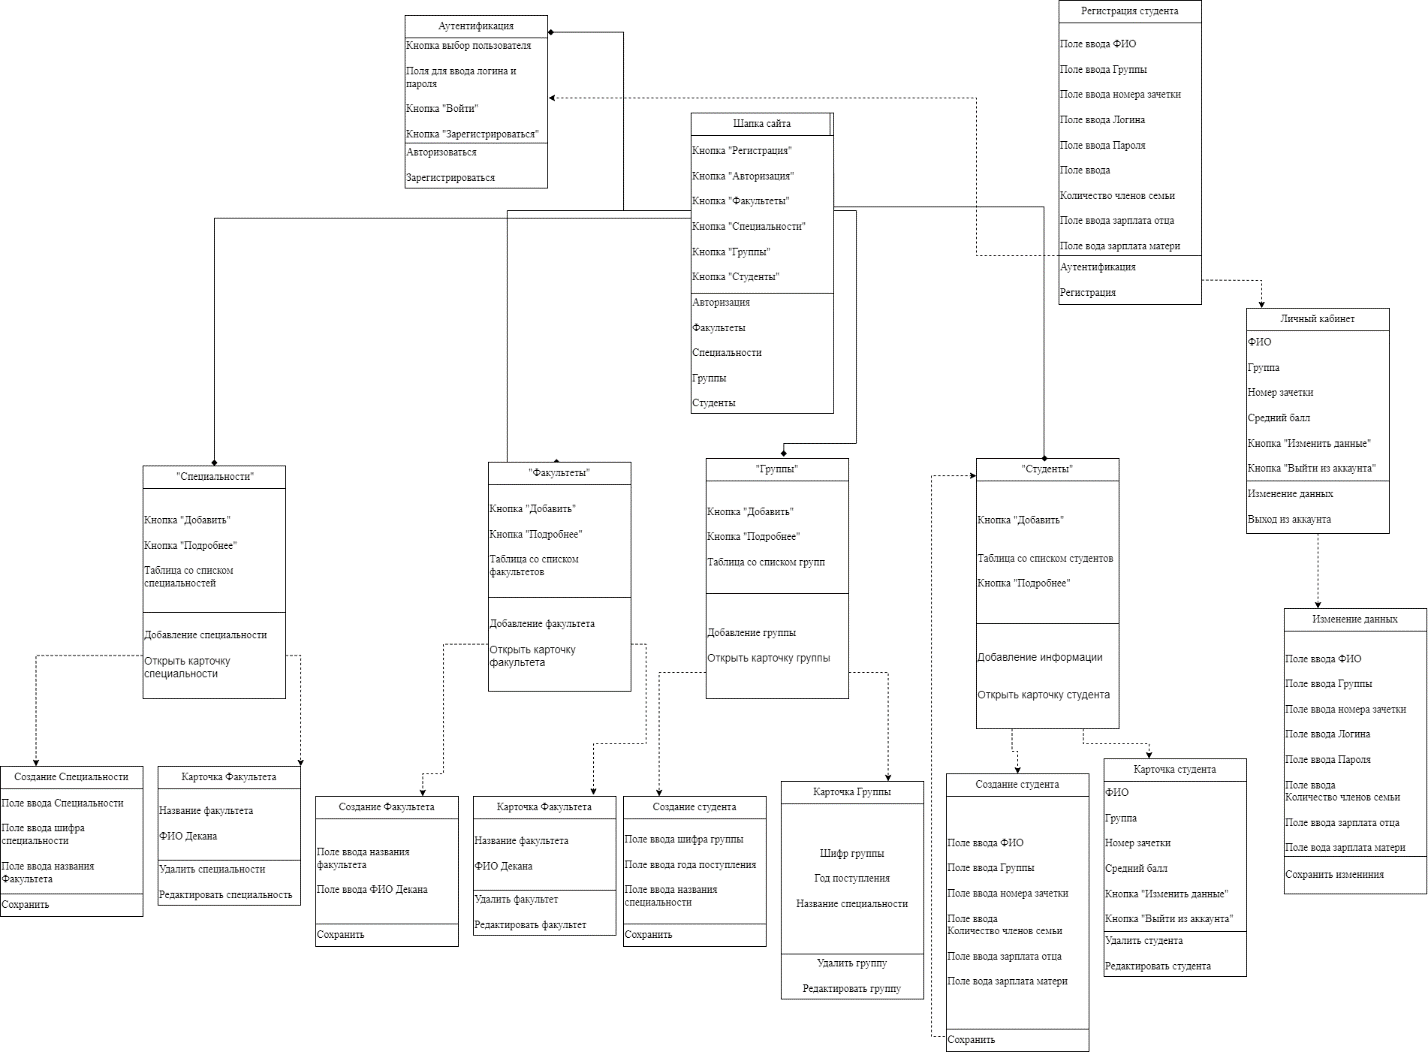 Аутентификация
Кнопка выбор пользователя
Поля для ввода логина и
пароля
Кнопка "Войти"
Кнопка "Зарегистрироваться"
Авторизоваться
Зарегистрироваться
Шапка сайта
Кнопка "Регистрация"
Кнопка "Авторизация"
Кнопка "Факультеты"
Кнопка "Специальности"
Кнопка "Группы"
Кнопка "Студенты"
Авторизация
Факультеты
Специальности
Группы
Студенты
Регистрация студента
Поле ввода ФИО
Поле ввода Группы
Поле ввода номера зачетки
Поле ввода Логина
Поле ввода Пароля
Поле ввода
Количество членов семьи
Поле ввода зарплата отца
Поле вода зарплата матери
Аутентификация
Регистрация
Личный кабинет
ФИО
Группа
Номер зачетки
Средний балл
Кнопка "Изменить данные"
Кнопка "Выйти из аккаунта"
Изменение данных
Выход из аккаунта
"Специальности"
Кнопка "Добавить"
Кнопка "Подробнее"
Таблица со списком
специальностей
Добавление специальности
Открыть карточку
специальности
"Факультеты"
Кнопка "Добавить"
Кнопка "Подробнее"
Таблица со списком
факультетов
Добавление факультета
Открыть карточку
факультета
"Группы"
Кнопка "Добавить"
Кнопка "Подробнее"
Таблица со списком групп
Добавление группы
Открыть карточку группы
"Студенты"
Кнопка "Добавить"
Таблица со списком студентов
Кнопка "Подробнее"
Добавление информации
Открыть карточку студента
Изменение данных
Поле ввода ФИО
Поле ввода Группы
Поле ввода номера зачетки
Поле ввода Логина
Поле ввода Пароля
Поле ввода
Количество членов семьи
Поле ввода зарплата отца
Поле вода зарплата матери
Сохранить измениния
Создание Специальности
Поле ввода Специальности
Поле ввода шифра
специальности
Поле ввода названия
Факультета
Сохранить
Карточка Факультета
Название факультета
ФИО Декана
Удалить специальности
Редактировать специальность
Создание Факультета
Поле ввода названия
факультета
Поле ввода ФИО Декана
Сохранить
Карточка Факультета
Название факультета
ФИО Декана
Удалить факультет
Редактировать факультет
Создание студента
Поле ввода шифра группы
Поле ввода года поступления
Поле ввода названия
специальности
Сохранить
Карточка Группы
Шифр группы
Год поступления
Название специальности
Удалить группу
Редактировать группу
Создание студента
Поле ввода ФИО
Поле ввода Группы
Поле ввода номера зачетки
Поле ввода
Количество членов семьи
Поле ввода зарплата отца
Поле вода зарплата матери
Сохранить
Карточка студента
ФИО
Группа
Номер зачетки
Средний балл
Кнопка "Изменить данные"
Кнопка "Выйти из аккаунта"
Удалить студента
Редактировать студента